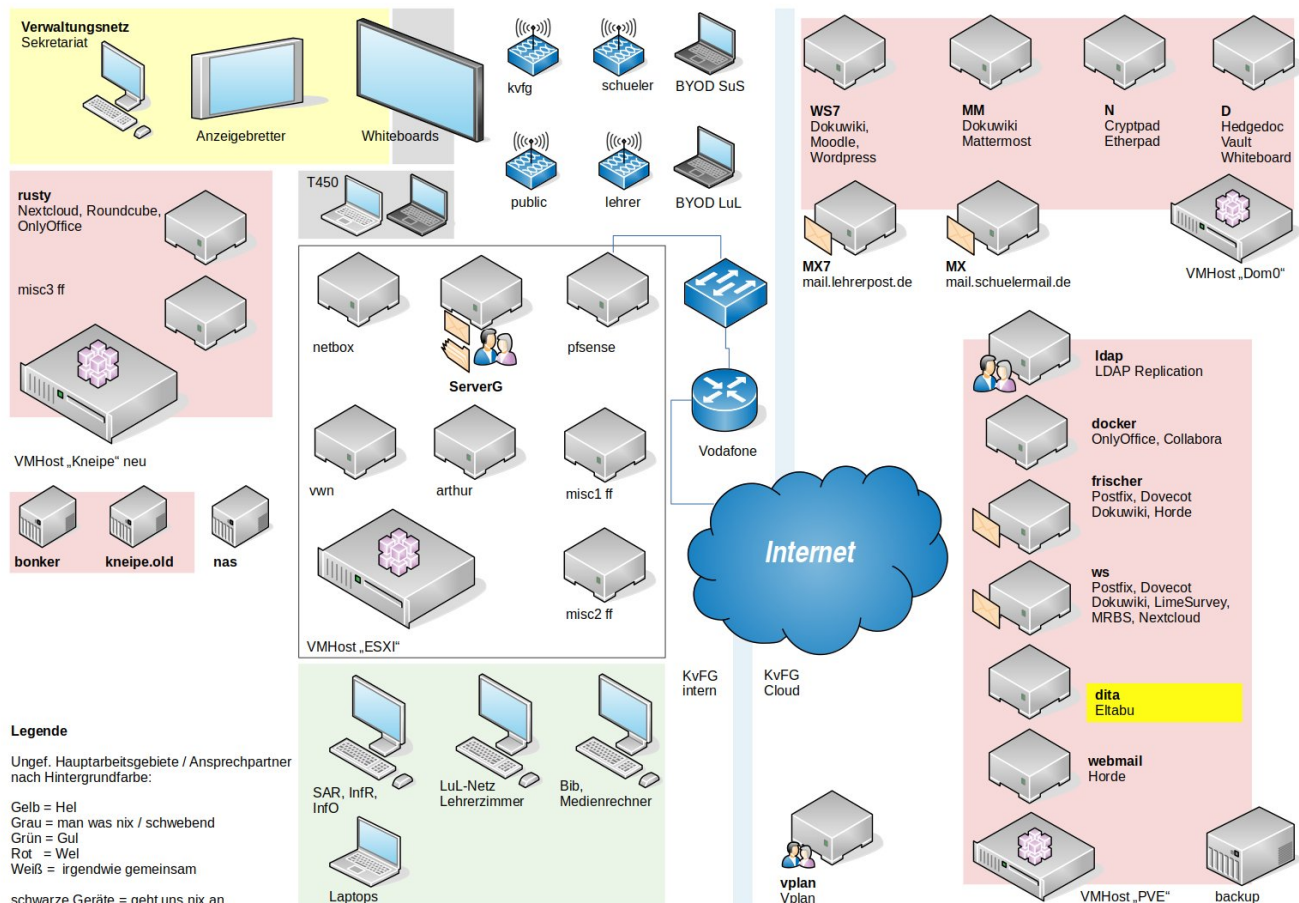 Verwaltungsnetz
Sekretariat
Anzeigebretter
Whiteboards
kvfg
schueler
BYOD SuS
public
lehrer
BYOD LuL
WS7
Dokuwiki,
Moodle,
Wordpress
MM
Dokuwiki
Mattermost
N
Cryptpad
Etherpad
D
Hedgedoc
Vault
Whiteboard
MX7
mail.lehrerpost.de
MX
mail.schuelermail.de
VMHost „Dom0“
rusty
Nextcloud, Roundcube,
OnlyOffice
misc3 ff
VMHost „Kneipe“ neu
bonker
kneipe.old
nas
T450
netbox
ServerG
pfsense
vwn
arthur
misc1 ff
misc2 ff
VMHost „ESXI“
Vodafone
Internet
KvFG
intern
KvFG
Cloud
ldap
LDAP Replication
docker
OnlyOffice, Collabora
frischer
Postfix, Dovecot
Dokuwiki, Horde
ws
Postfix, Dovecot
Dokuwiki, LimeSurvey,
MRBS, Nextcloud
dita
Eltabu
webmail
Horde
VMHost „PVE“
backup
vplan
Vplan
SAR, InfR,
InfO
LuL-Netz
Lehrerzimmer
Bib,
Medienrechner
Laptops
Legende
Ungef. Hauptarbeitsgebiete / Ansprechpartner
nach Hintergrundfarbe:
Gelb = Hel
Grau = man was nix / schwebend
Grün = Gul
Rot = Wel
Weiß = irgendwie gemeinsam
schwarze Geräte = geht uns nix an